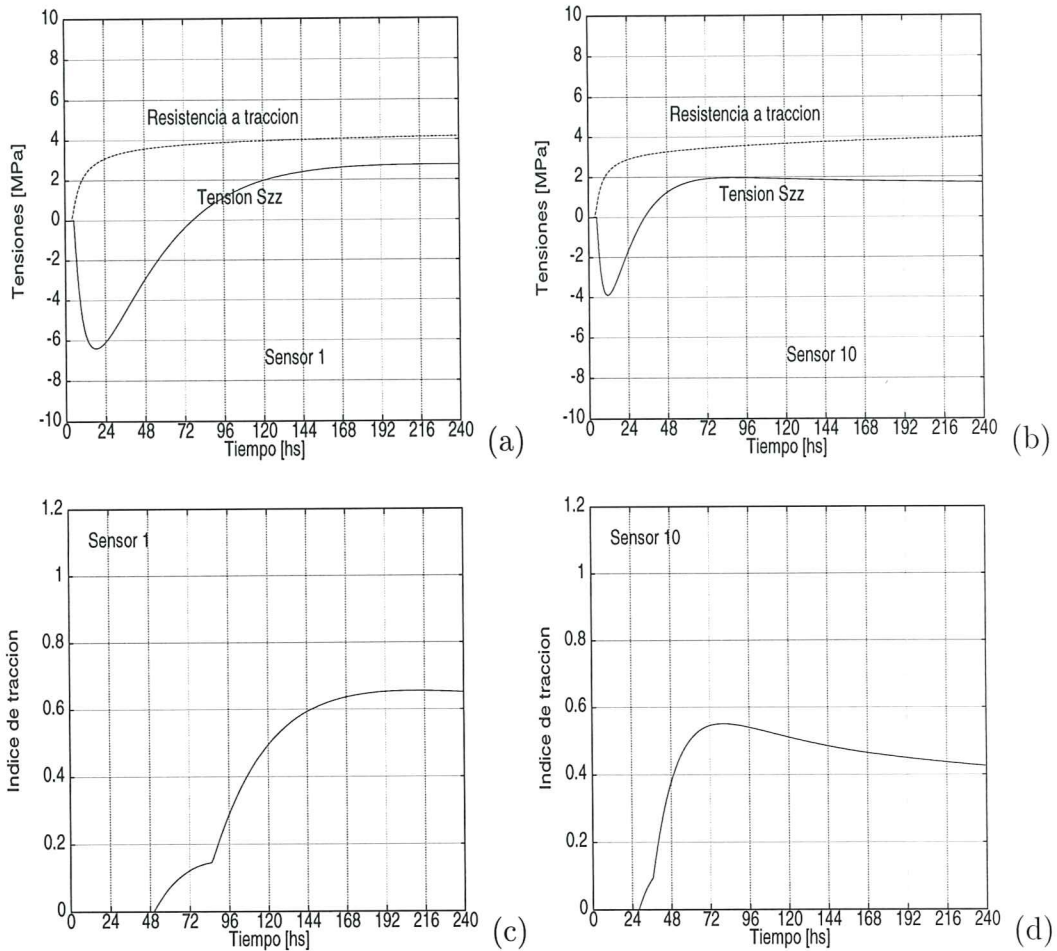 10
8
6
4
2
0
-2
-4
-6
-8
-10
Tensiones [MPa]
Resistencia a traccion
Tension Szz
Sensor 1
0 24 48 72 96 120 144 168 192 216 240
Tiempo [hs]
(a)
10
8
6
4
2
0
-2
-4
-6
-8
-10
Tensiones [MPa]
Resistencia a traccion
Tension Szz
Sensor 10
0 24 48 72 96 120 144 168 192 216 240
Tiempo [hs]
(b)
1.2
1
0.8
0.6
0.4
0.2
0
Indice de traccion
Sensor 1
0 24 48 72 96 120 144 168 192 216 240
Tiempo [hs]
(c)
1.2
1
0.8
0.6
0.4
0.2
0
Indice de traccion
Sensor 10
0 24 48 72 96 120 144 168 192 216 240
Tiempo [hs]
(d)